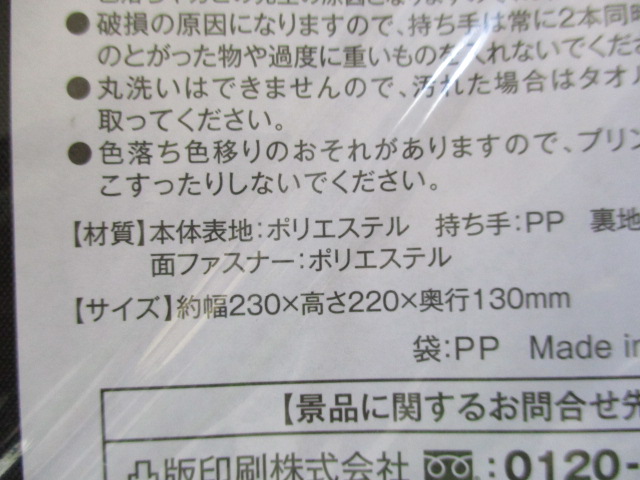 ●破損の原因になりますので、持ち手は常に2本同
のとがった物や過度に重いものを入れないでくだ
●丸洗いはできませんので、汚れた場合はタオ
取ってください。
●色落ち色移りのおそれがありますので、プリン
こすったりしないでください。
【材質】本体表地:ポリエステル 持ち手:PP 裏地
面ファスナー:ポリエステル
【サイズ】約幅230×高さ220×奥行130mm
袋:PP Made in
【景品に関するお問合せ先
凸版印刷株式会社 :0120-